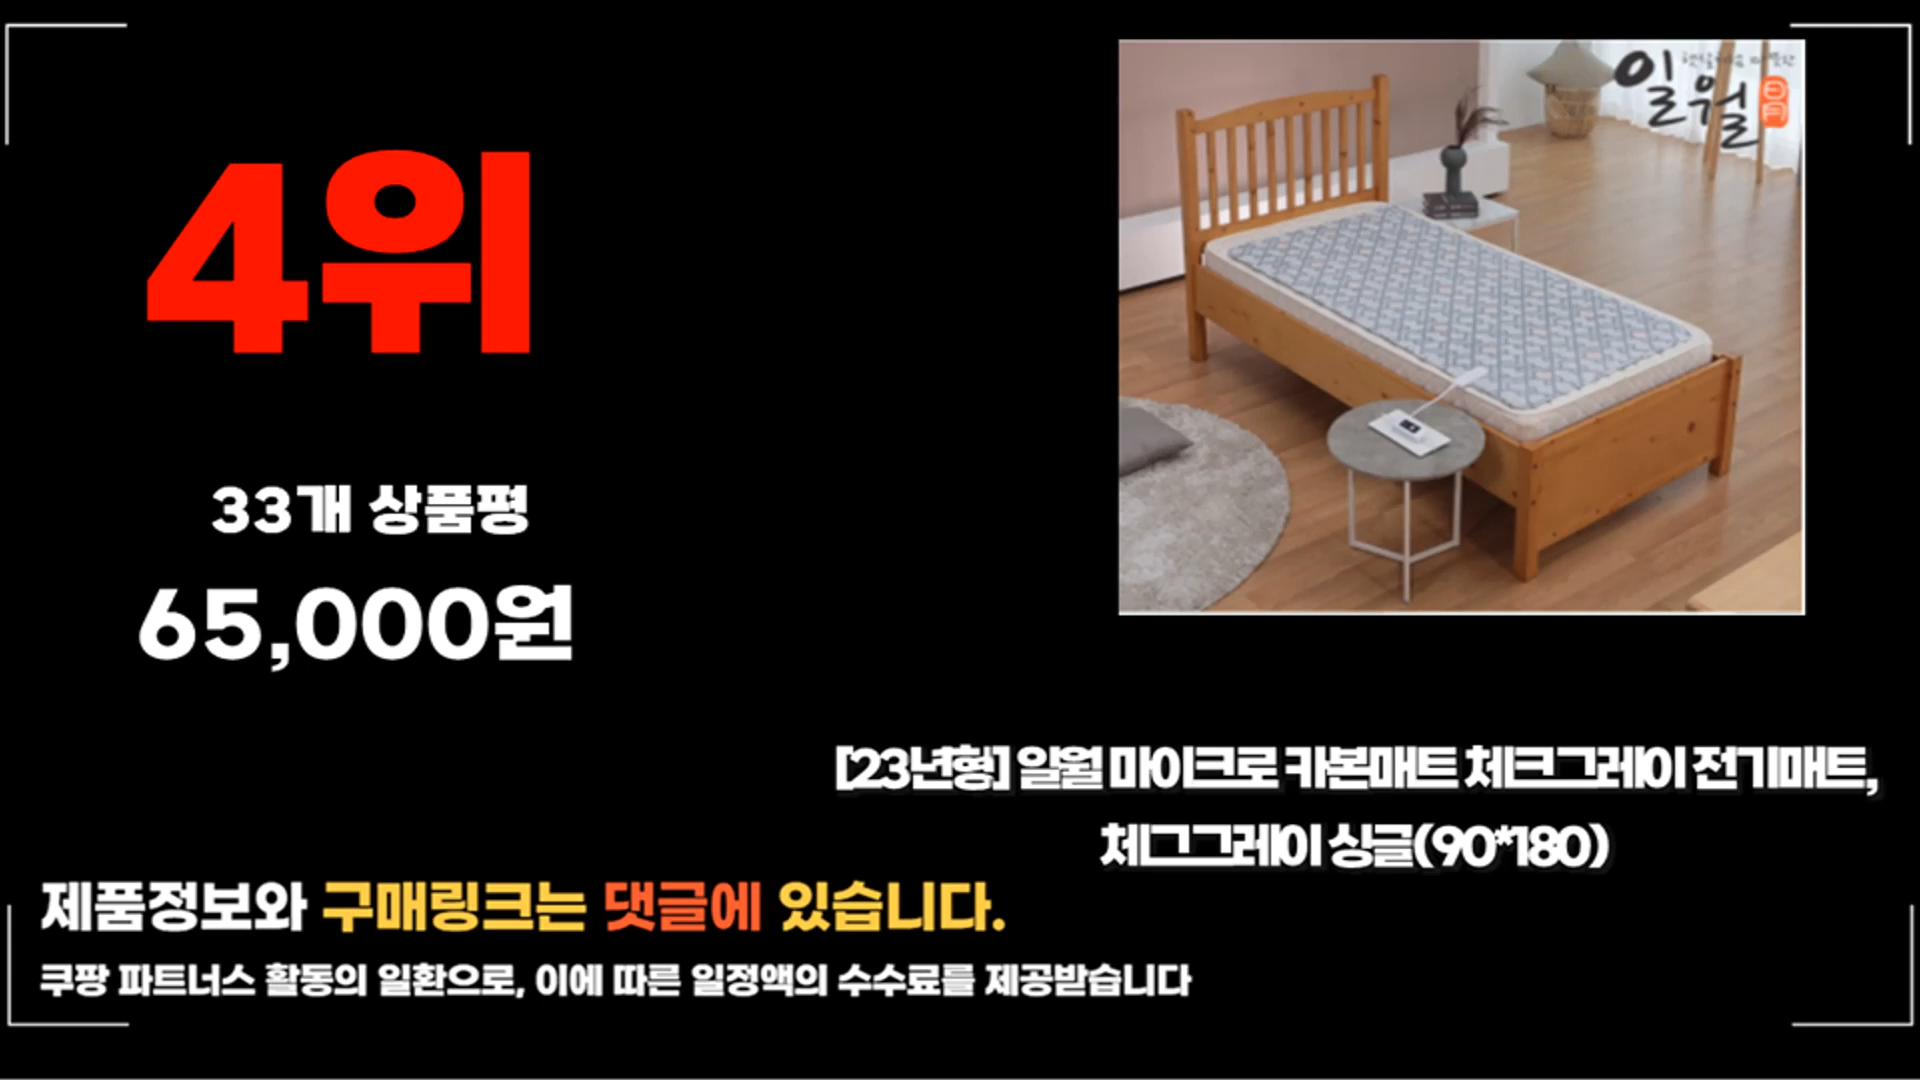 4위
일월
33개 상품평
65,000원
[23년형] 일월 마이크로 카본매트 체크그레이 전기매트,
체크그레이 싱글(90*180)
제품정보와 구매링크는 댓글에 있습니다.
쿠팡 파트너스 활동의 일환으로, 이에 따른 일정액의 수수료를 제공받습니다